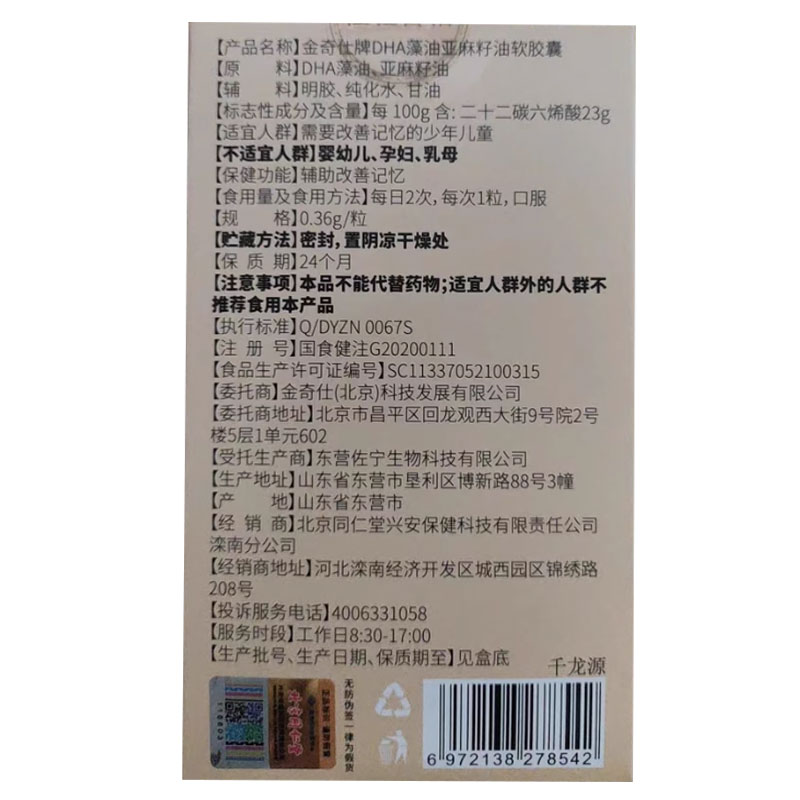 【产品名称】金奇仕牌DHA藻油亚麻籽油软胶囊
【原 料】DHA藻油、亚麻籽油
【辅 料】明胶、纯化水、甘油
【标志性成分及含量】每 100g 含: 二十二碳六烯酸23g
【适宜人群】需要改善记忆的少年儿童
【不适宜人群】婴幼儿、孕妇、乳母
【保健功能】辅助改善记忆
【食用量及食用方法】每日2次, 每次1粒, 口服
【规 格】0.36g/粒
【贮藏方法】密封, 置阴凉干燥处
【保 质 期】24个月
【注意事项】本品不能代替药物;适宜人群外的人群不
推荐食用本产品
【执行标准】Q/DYZN 0067S
【注 册 号】国食健注G20200111
【食品生产许可证编号】SC11337052100315
【委托商】金奇仕(北京)科技发展有限公司
【委托商地址】北京市昌平区回龙观西大街9号院2号
楼5层1单元602
【受托生产商】东营佐宁生物科技有限公司
【生产地址】山东省东营市垦利区博新路88号3幢
【产 地】山东省东营市
【经 销 商】北京同仁堂兴安保健科技有限责任公司
滦南分公司
【经销商地址】河北滦南经济开发区城西园区锦绣路
208号
【投诉服务电话】4006331058
【服务时段】工作日8:30-17:00
【生产批号、生产日期、保质期至】见盒底
千龙源
无防伪签一律为假货
6 972138 278542